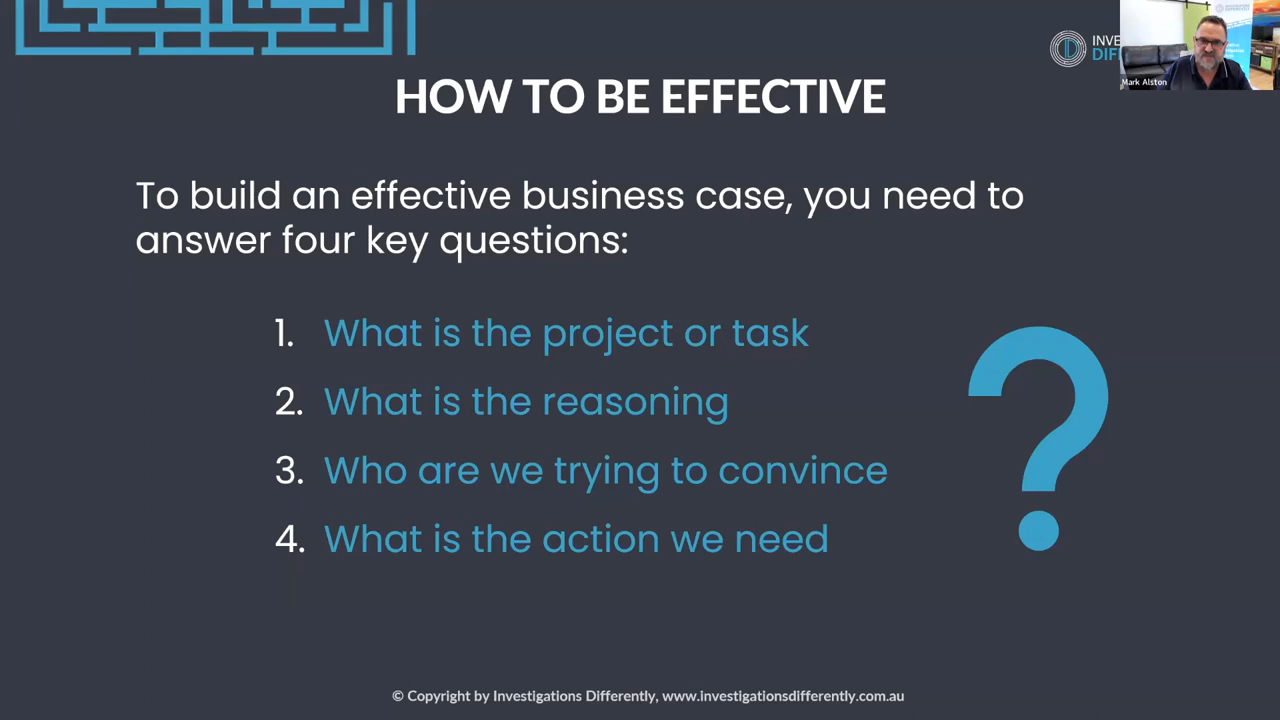 INVE
DIF
Mark Alston
HOW TO BE EFFECTIVE
To build an effective business case, you need to
answer four key questions:
1. What is the project or task
2. What is the reasoning
3. Who are we trying to convince
4. What is the action we need
?
© Copyright by Investigations Differently, www.investigationsdifferently.com.au